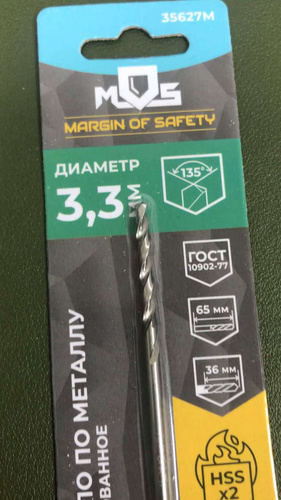 35627М
MOS
MARGIN OF SAFETY
ДИАМЕТР
135°
3,3 мм
ГОСТ
10902-77
65 мм
36 мм
ПО МЕТАЛЛУ
HSS
x2